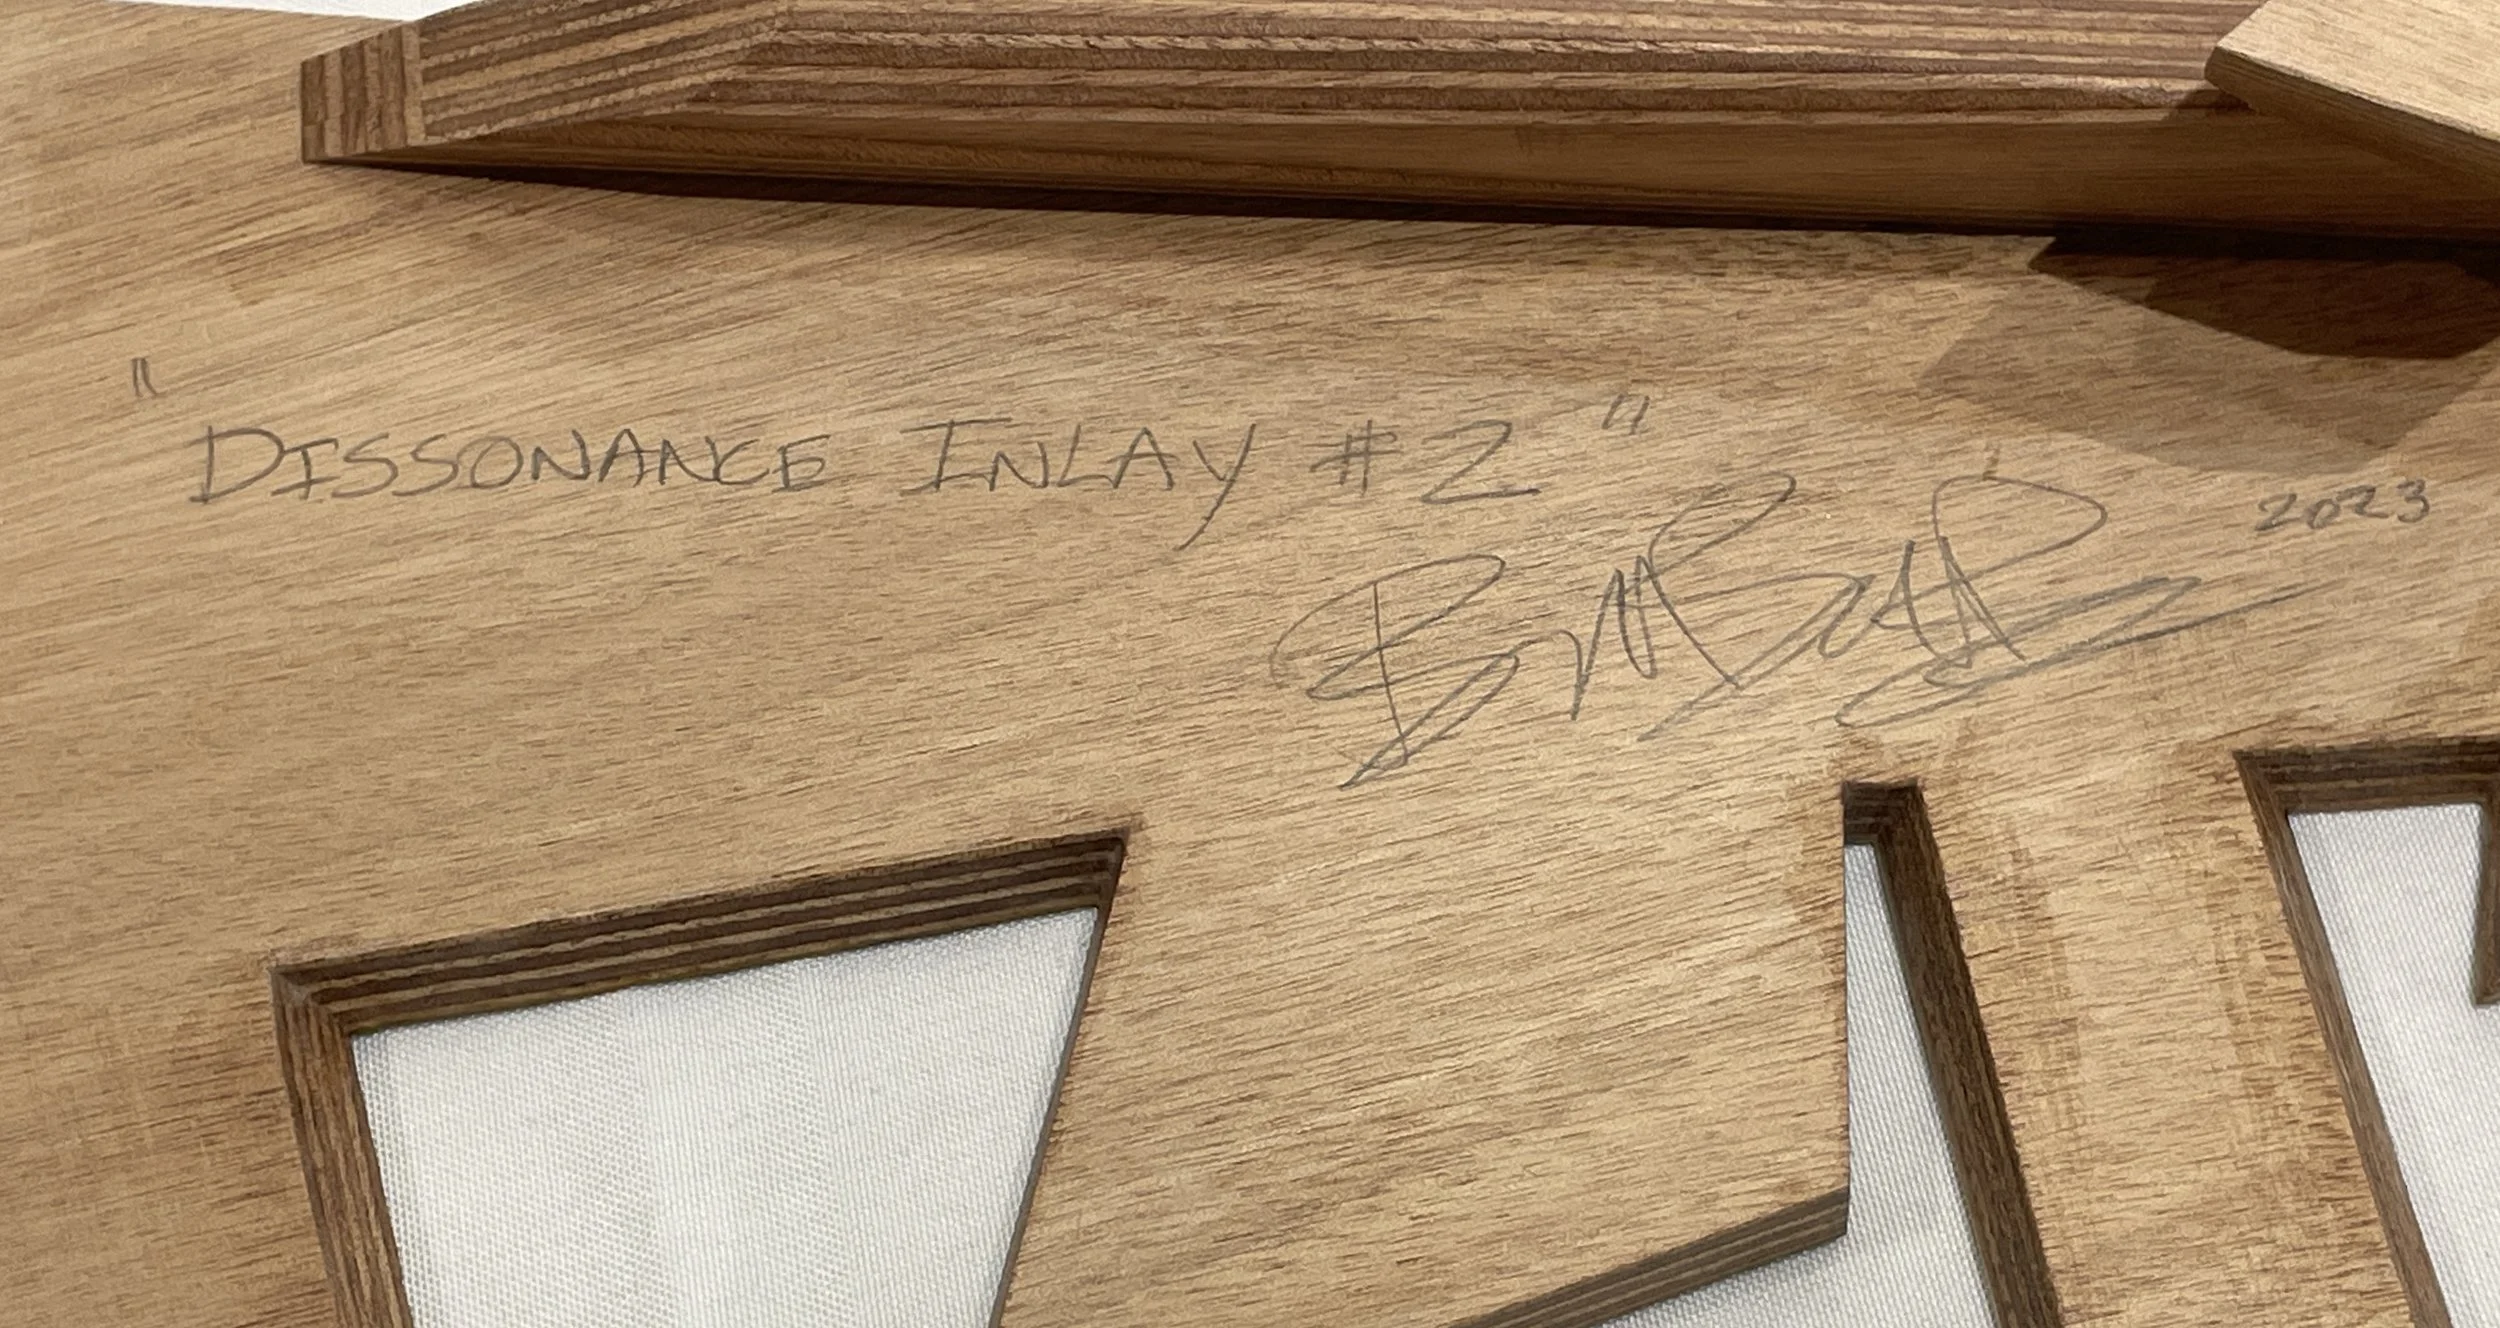 "DISSONANCE INLAY #2"
2023